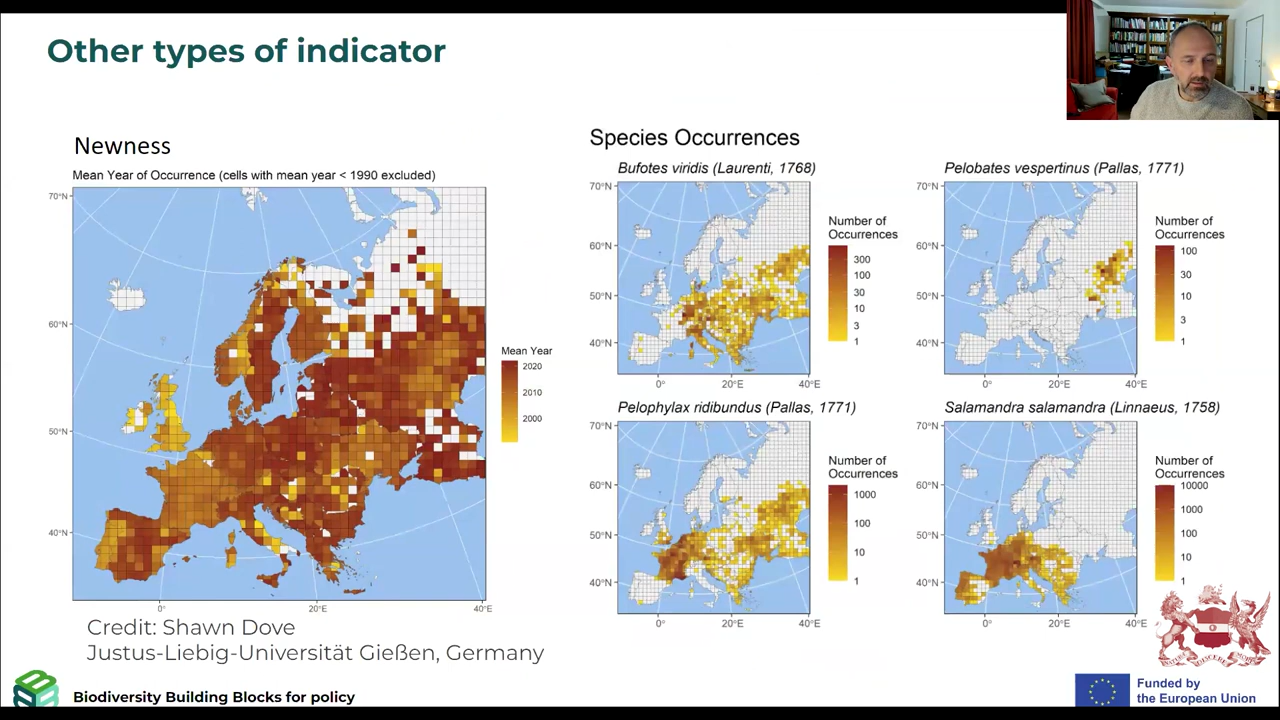 Other types of indicator
Newness
Mean Year of Occurrence (cells with mean year < 1990 excluded)
70°N
60°N
50°N
40°N
0°
20°E
40°E
Mean Year
2020
2010
2000
Credit: Shawn Dove
Justus-Liebig-Universität Gießen, Germany
Species Occurrences
Bufotes viridis (Laurenti, 1768)
70°N
60°N
50°N
40°N
0°
20°E
40°E
Number of
Occurrences
300
100
30
10
3
1
Pelobates vespertinus (Pallas, 1771)
70°N
60°N
50°N
40°N
0°
20°E
40°E
Number of
Occurrences
100
30
10
3
1
Pelophylax ridibundus (Pallas, 1771)
70°N
60°N
50°N
40°N
0°
20°E
40°E
Number of
Occurrences
1000
100
10
1
Salamandra salamandra (Linnaeus, 1758)
70°N
60°N
50°N
40°N
0°
20°E
40°E
Number of
Occurrences
10000
1000
100
10
1
Biodiversity Building Blocks for policy
Funded by
the European Union